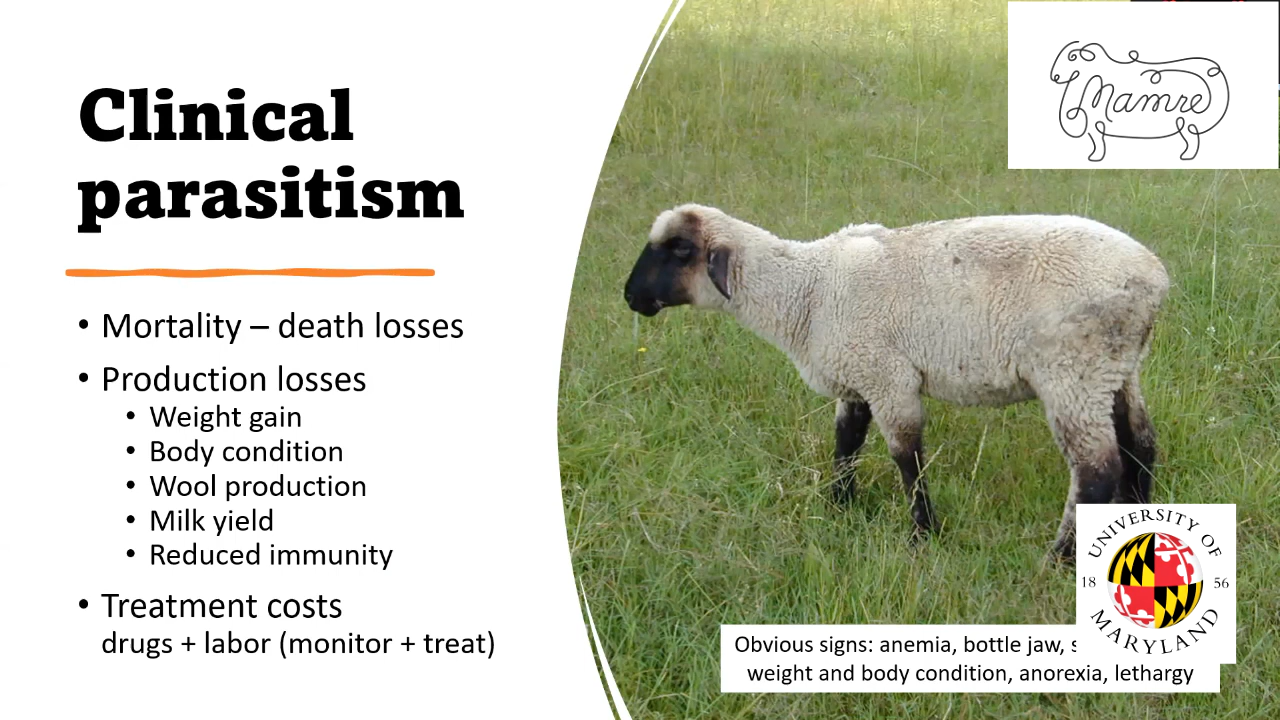 Clinical
parasitism
• Mortality – death losses
• Production losses
• Weight gain
• Body condition
• Wool production
• Milk yield
• Reduced immunity
• Treatment costs
drugs + labor (monitor + treat)
Mamre
UNIVERSITY OF
18 56
MARYLAND
Obvious signs: anemia, bottle jaw,
weight and body condition, anorexia, lethargy